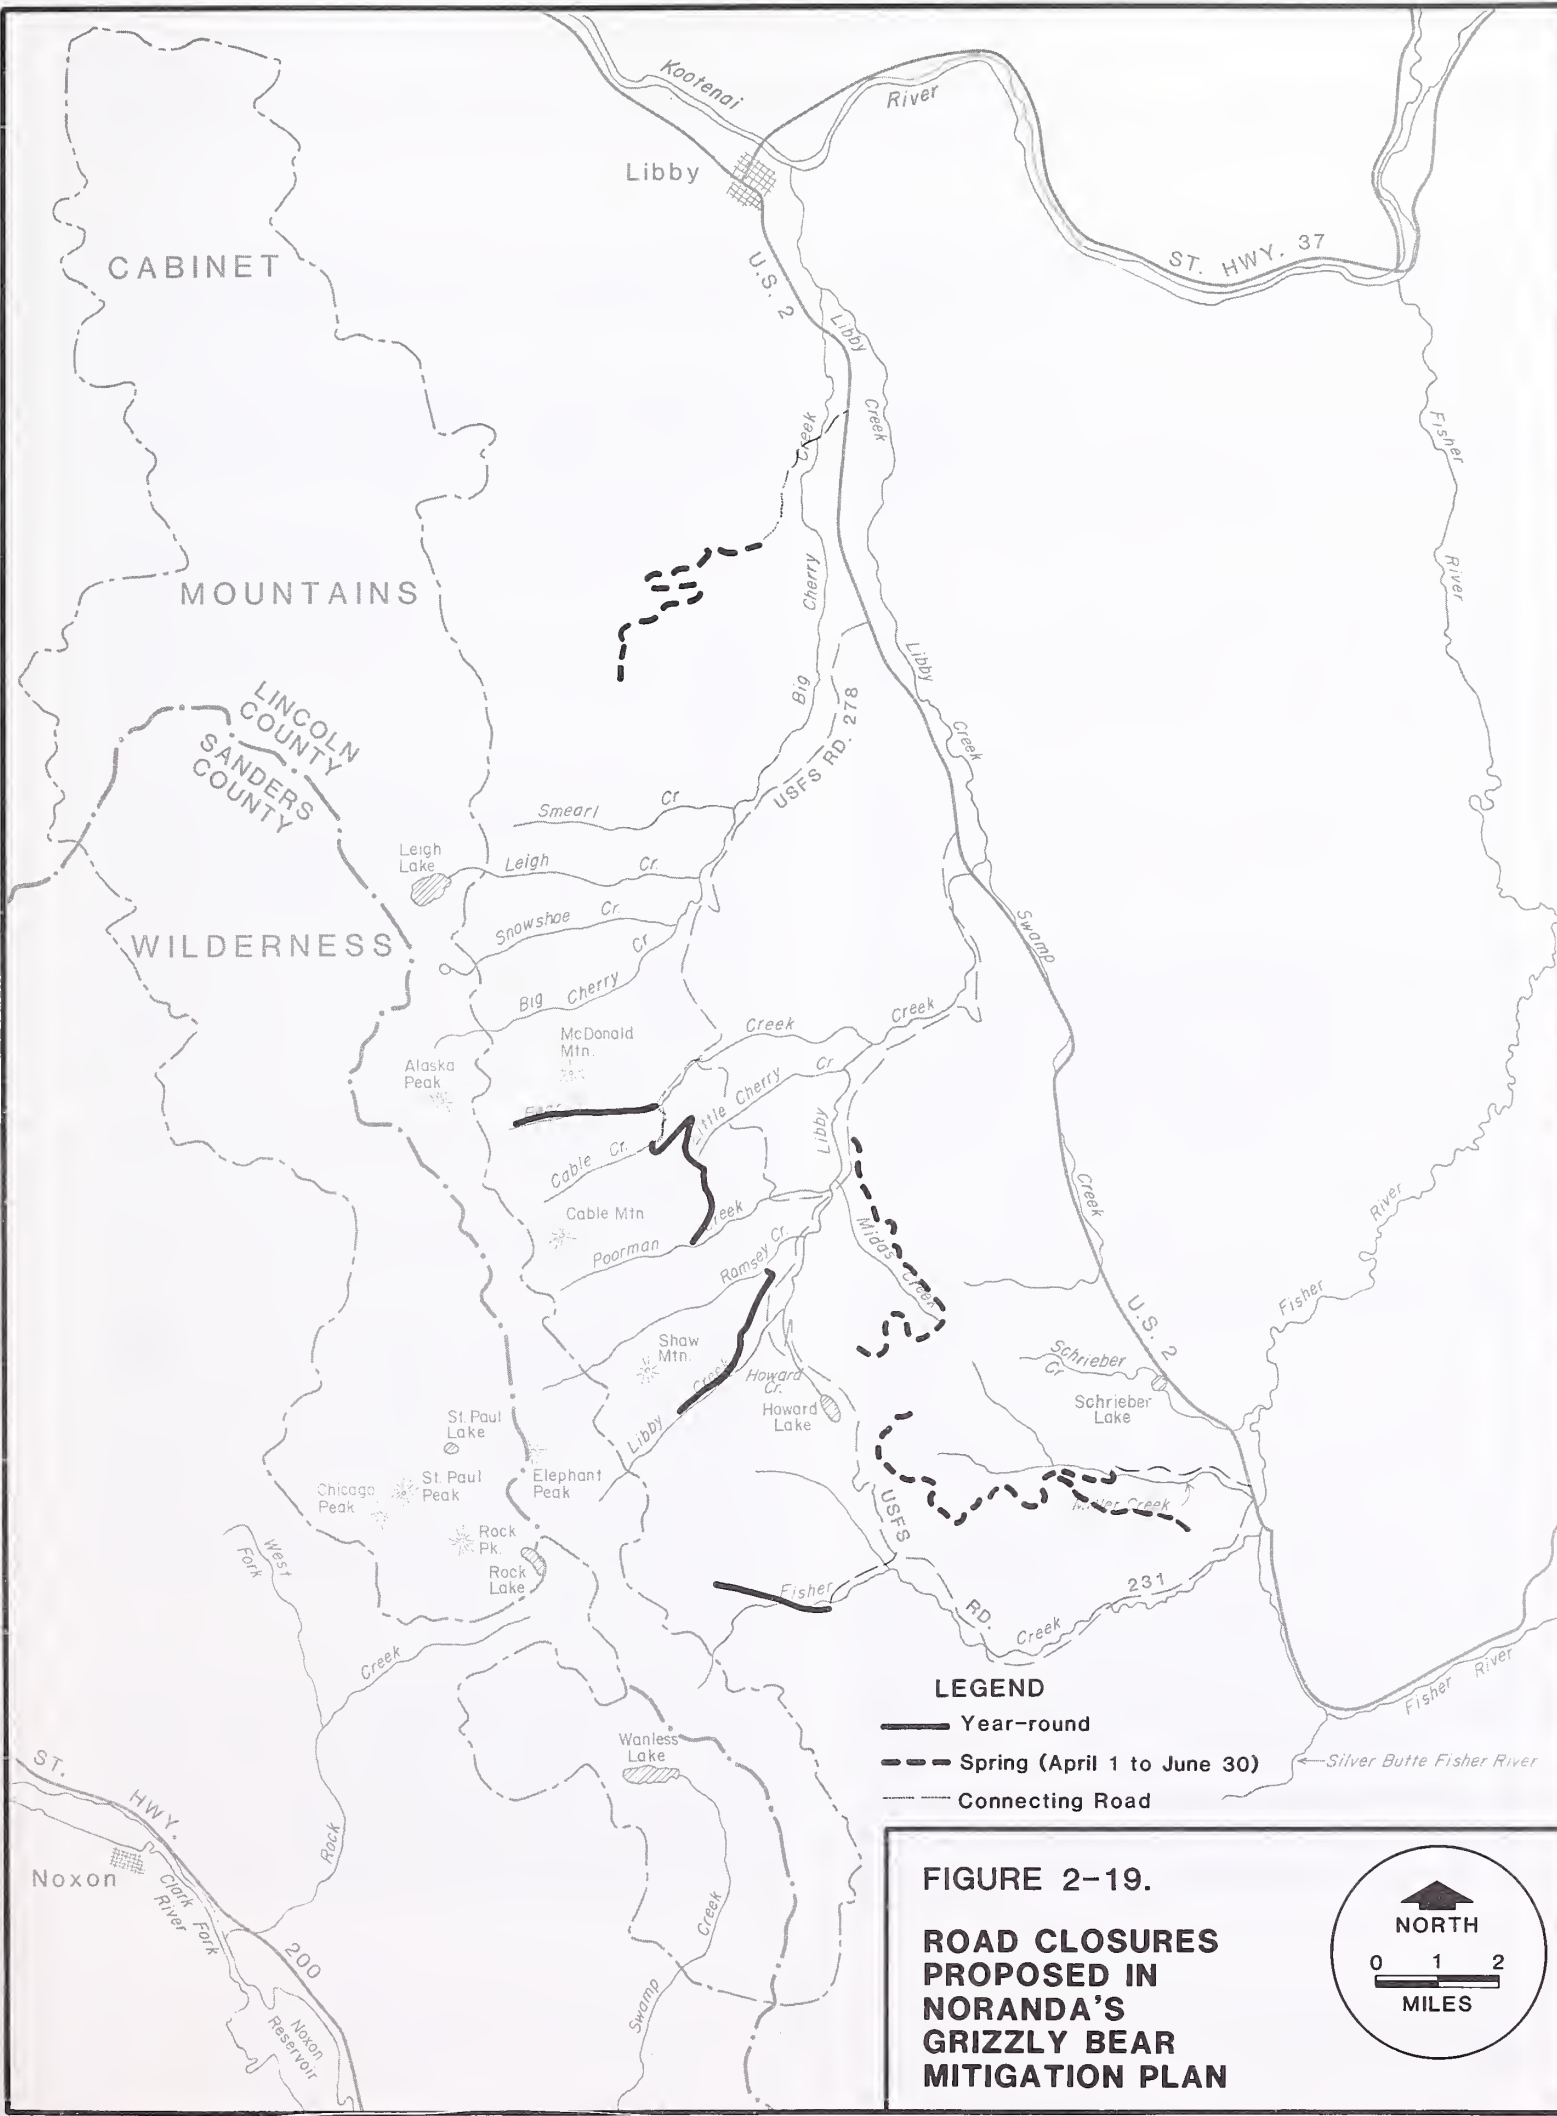 Kootenai
River
Libby
ST. HWY. 37
CABINET
U.S. 2
Libby
Creek
Creek
Fisher
River
Cherry
Big
MOUNTAINS
Libby
Creek
LINCOLN
COUNTY
SANDERS
COUNTY
USFS RD. 278
Smearl Cr
Leigh
Lake
Leigh Cr.
Snowshoe Cr.
WILDERNESS
Swamp
Big Cherry Cr
Creek
Creek
McDonald
Mtn.
Alaska
Peak
Little Cherry Cr
Libby
Cable Cr.
Creek
Cable Mtn
Poorman Creek
Ramsey Cr.
Midas Creek
River
Fisher
U.S. 2
Shaw
Mtn.
Libby Creek
Howard
Cr.
Howard
Lake
Schrieber
Cr
Schrieber
Lake
St. Paul
Lake
St. Paul
Peak
Elephant
Peak
Chicago
Peak
Miller Creek
Rock
Pk.
Rock
Lake
West
Fork
USFS
RD.
231
Fisher
Creek
Creek
Rock
Fisher River
Silver Butte Fisher River
Wanless
Lake
Swamp Creek
ST. HWY. 200
Noxon
Clark Fork
River
Noxon
Reservoir
LEGEND
Year-round
Spring (April 1 to June 30)
Connecting Road
FIGURE 2-19.
ROAD CLOSURES
PROPOSED IN
NORANDA'S
GRIZZLY BEAR
MITIGATION PLAN
NORTH
0 1 2
MILES